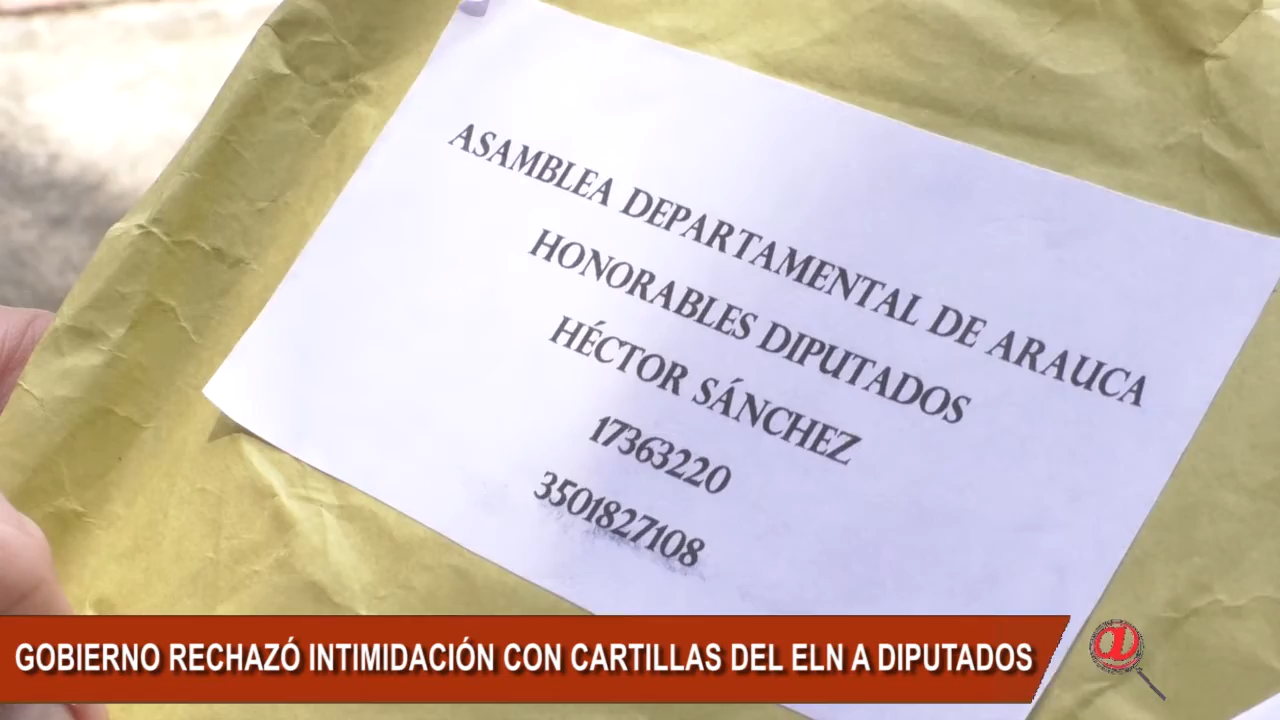 ASAMBLEA DEPARTAMENTAL DE ARAUCA
HONORABLES DIPUTADOS
HÉCTOR SÁNCHEZ
17363220
3501827108
GOBIERNO RECHAZÓ INTIMIDACIÓN CON CARTILLAS DEL ELN A DIPUTADOS
@